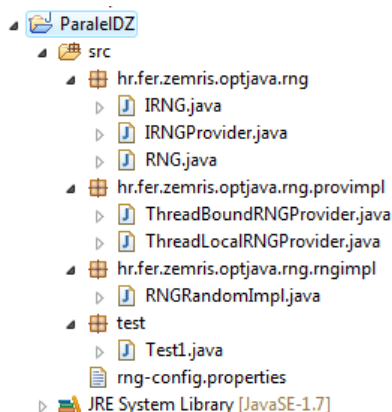 ParalelDZ
src
hr.fer.zemris.optjava.rng
IRNG.java
IRNGProvider.java
RNG.java
hr.fer.zemris.optjava.rng.provimpl
ThreadBoundRNGProvider.java
ThreadLocalRNGProvider.java
hr.fer.zemris.optjava.rng.rngimpl
RNGRandomImpl.java
test
Test1.java
rng-config.properties
JRE System Library [JavaSE-1.7]